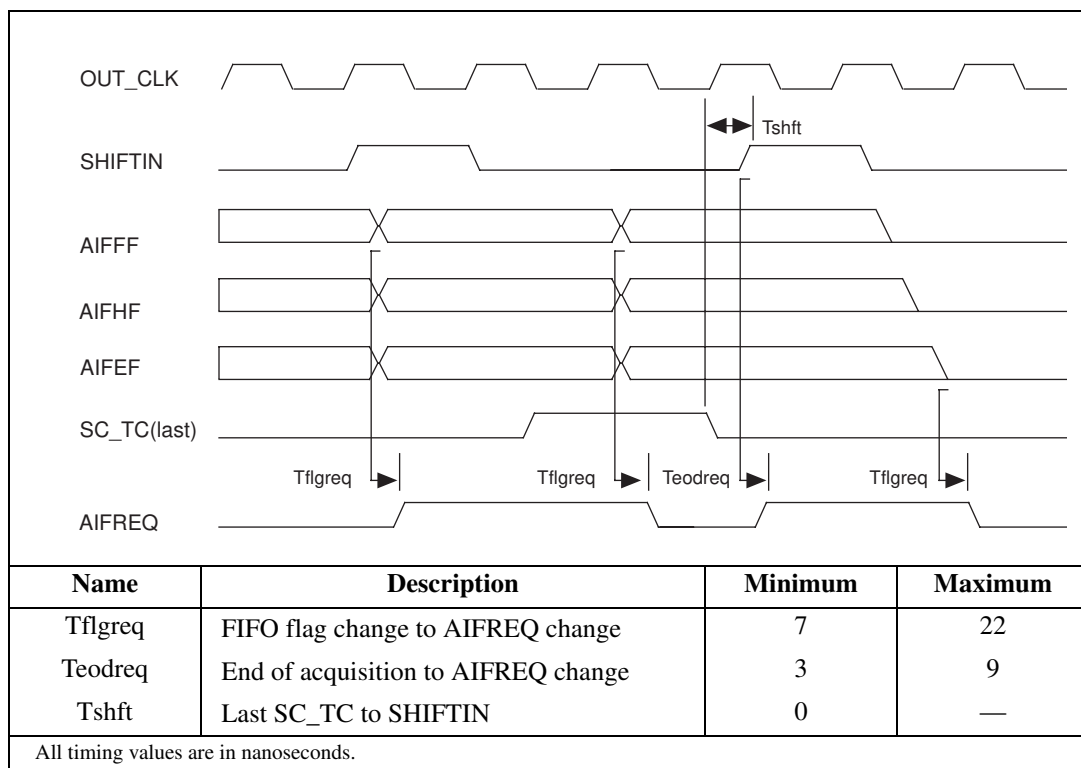 OUT_CLK
Tshft
SHIFTIN
AIFFF
AIFHF
AIFEF
SC_TC(last)
Tflgreq Tflgreq Teodreq Tflgreq
AIFREQ
Name Description Minimum Maximum
Tflgreq FIFO flag change to AIFREQ change 7 22
Teodreq End of acquisition to AIFREQ change 3 9
Tshft Last SC_TC to SHIFTIN 0 —
All timing values are in nanoseconds.